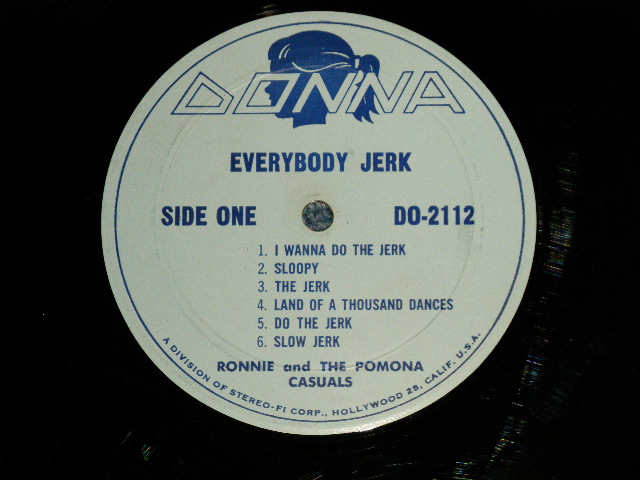 DONNA
EVERYBODY JERK
SIDE ONE DO-2112
1. I WANNA DO THE JERK
2. SLOOPY
3. THE JERK
4. LAND OF A THOUSAND DANCES
5. DO THE JERK
6. SLOW JERK
RONNIE and THE POMONA
CASUALS
A DIVISION OF STEREO-FI CORP., HOLLYWOOD 28, CALIF. U.S.A.